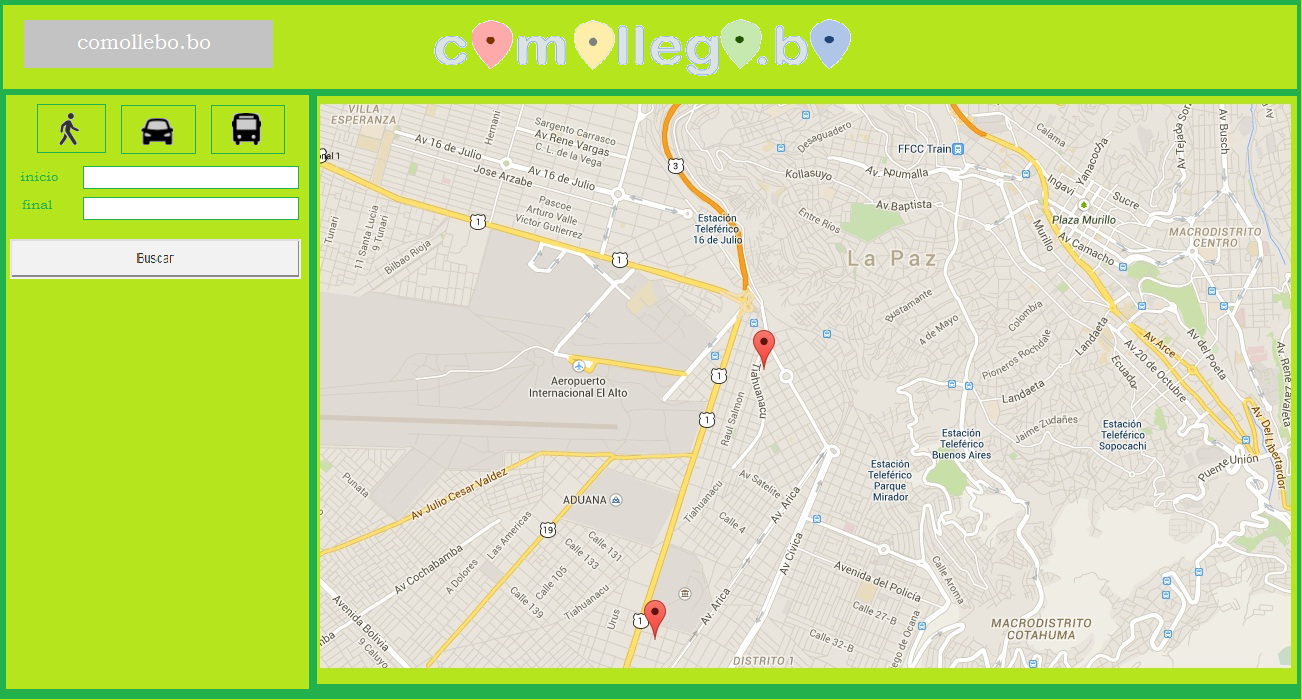 comollebo.bo
comollego.bo
inicio
final
Buscar
VILLA
ESPERANZA
Hernani
Sargento Carrasco
Av Rene Vargas
C. L. de la Vega
Av 16 de Julio
Jose Arzabe
Av 16 de Julio
Pascoe
Arturo Valle
Victor Gutierrez
11 Santa Lucia
9 Tunari
Tunari
Bilbao Rioja
1
1
3
Estación
Teleférico
16 de Julio
Desaguadero
Kollasuyo
Av. Apumalla
FFCC Train
Av Baptista
Entre Rios
La Paz
Calama
Yanacocha
Ingavi
Sucre
Plaza Murillo
Murillo
Av Camacho
Av Busch
MACRODISTRITO
CENTRO
Bustamante
4 de Mayo
Colombia
Pioneros Rochdale
Landaeta
Landaeta
Av Arce
Av 20 de Octubre
Ecuador
Av del Poeta
Av. Rene Zavaleta
Av. Del Libertador
Jaime Zudañes
Estación
Teleférico
Sopocachi
Puente Unión
Estación
Teleférico
Buenos Aires
Estación
Teleférico
Parque
Mirador
Aeropuerto
Internacional El Alto
1
1
Tiahuanacu
Raul Salmon
Punata
Av Julio Cesar Valdez
ADUANA
19
Tiahuanacu
Av Satelite
Calle 4
Av. Arica
Av Civica
Las Americas
Av Cochabamba
A Dolores
Calle 131
Calle 133
Calle 105
Calle 139
Tiahuanacu
Urus
1
Av. Arica
Avenida Bolivia
9 Caluyo
Avenida del Policía
Calle 27-B
Calle 32-B
Calle Aroma
DISTRITO 1
MACRODISTRITO
COTAHUMA